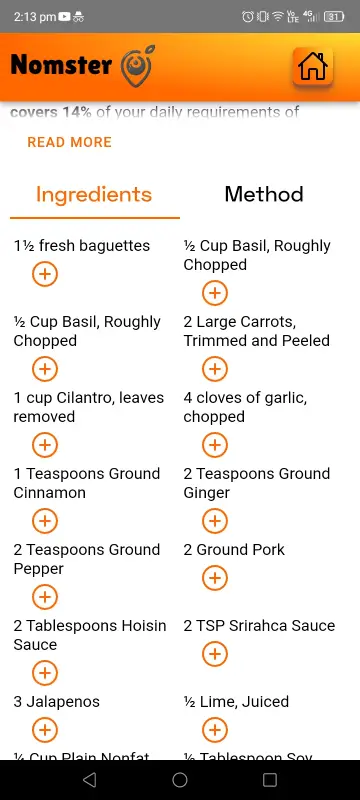 2:13 pm
Vo LTE 4G 31
Nomster
covers 14% of your daily requirements of
READ MORE
Ingredients Method
1½ fresh baguettes
½ Cup Basil, Roughly
Chopped
½ Cup Basil, Roughly
Chopped
2 Large Carrots,
Trimmed and Peeled
1 cup Cilantro, leaves
removed
4 cloves of garlic,
chopped
1 Teaspoons Ground
Cinnamon
2 Teaspoons Ground
Ginger
2 Teaspoons Ground
Pepper
2 Ground Pork
2 Tablespoons Hoisin
Sauce
2 TSP Srirahca Sauce
3 Jalapenos
½ Lime, Juiced
¼ Cup Plain Nonfat
½ Tablespoon Soy